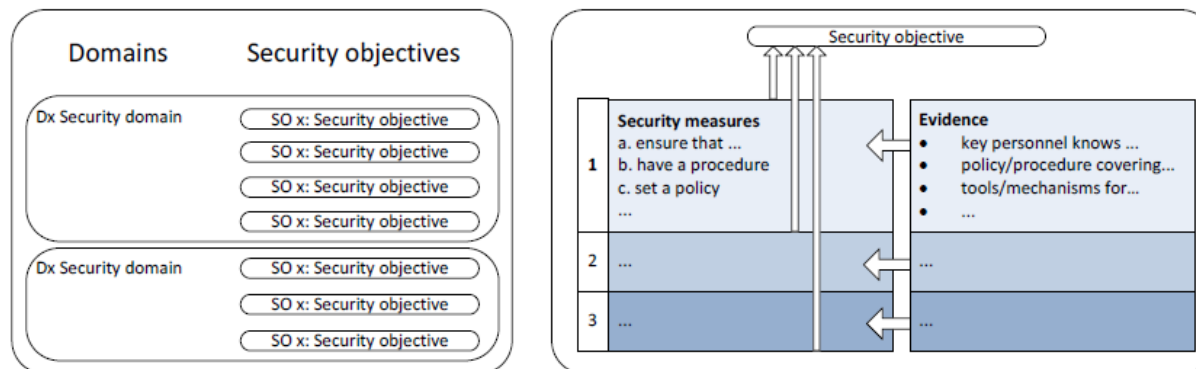 Domains
Security objectives
Dx Security domain
SO x: Security objective
SO x: Security objective
SO x: Security objective
SO x: Security objective
Dx Security domain
SO x: Security objective
SO x: Security objective
SO x: Security objective
Security objective
1
Security measures
a. ensure that ...
b. have a procedure
c. set a policy
...
Evidence
• key personnel knows ...
• policy/procedure covering...
• tools/mechanisms for...
• ...
2
...
...
3
...
...